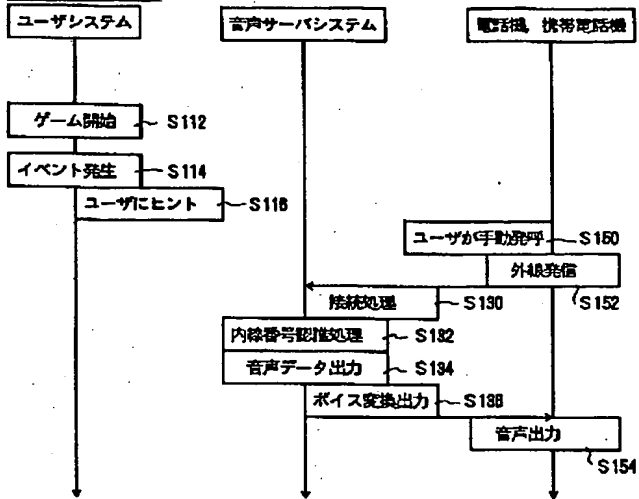 ユーザシステム
音声サーバシステム
電話機, 携帯電話機
ゲーム開始 S112
イベント発生 S114
ユーザにヒント S116
ユーザが手動発呼 S150
外線発信 S152
接続処理 S130
内線番号認識処理 S132
音声データ出力 S134
ボイス変換出力 S136
音声出力 S154